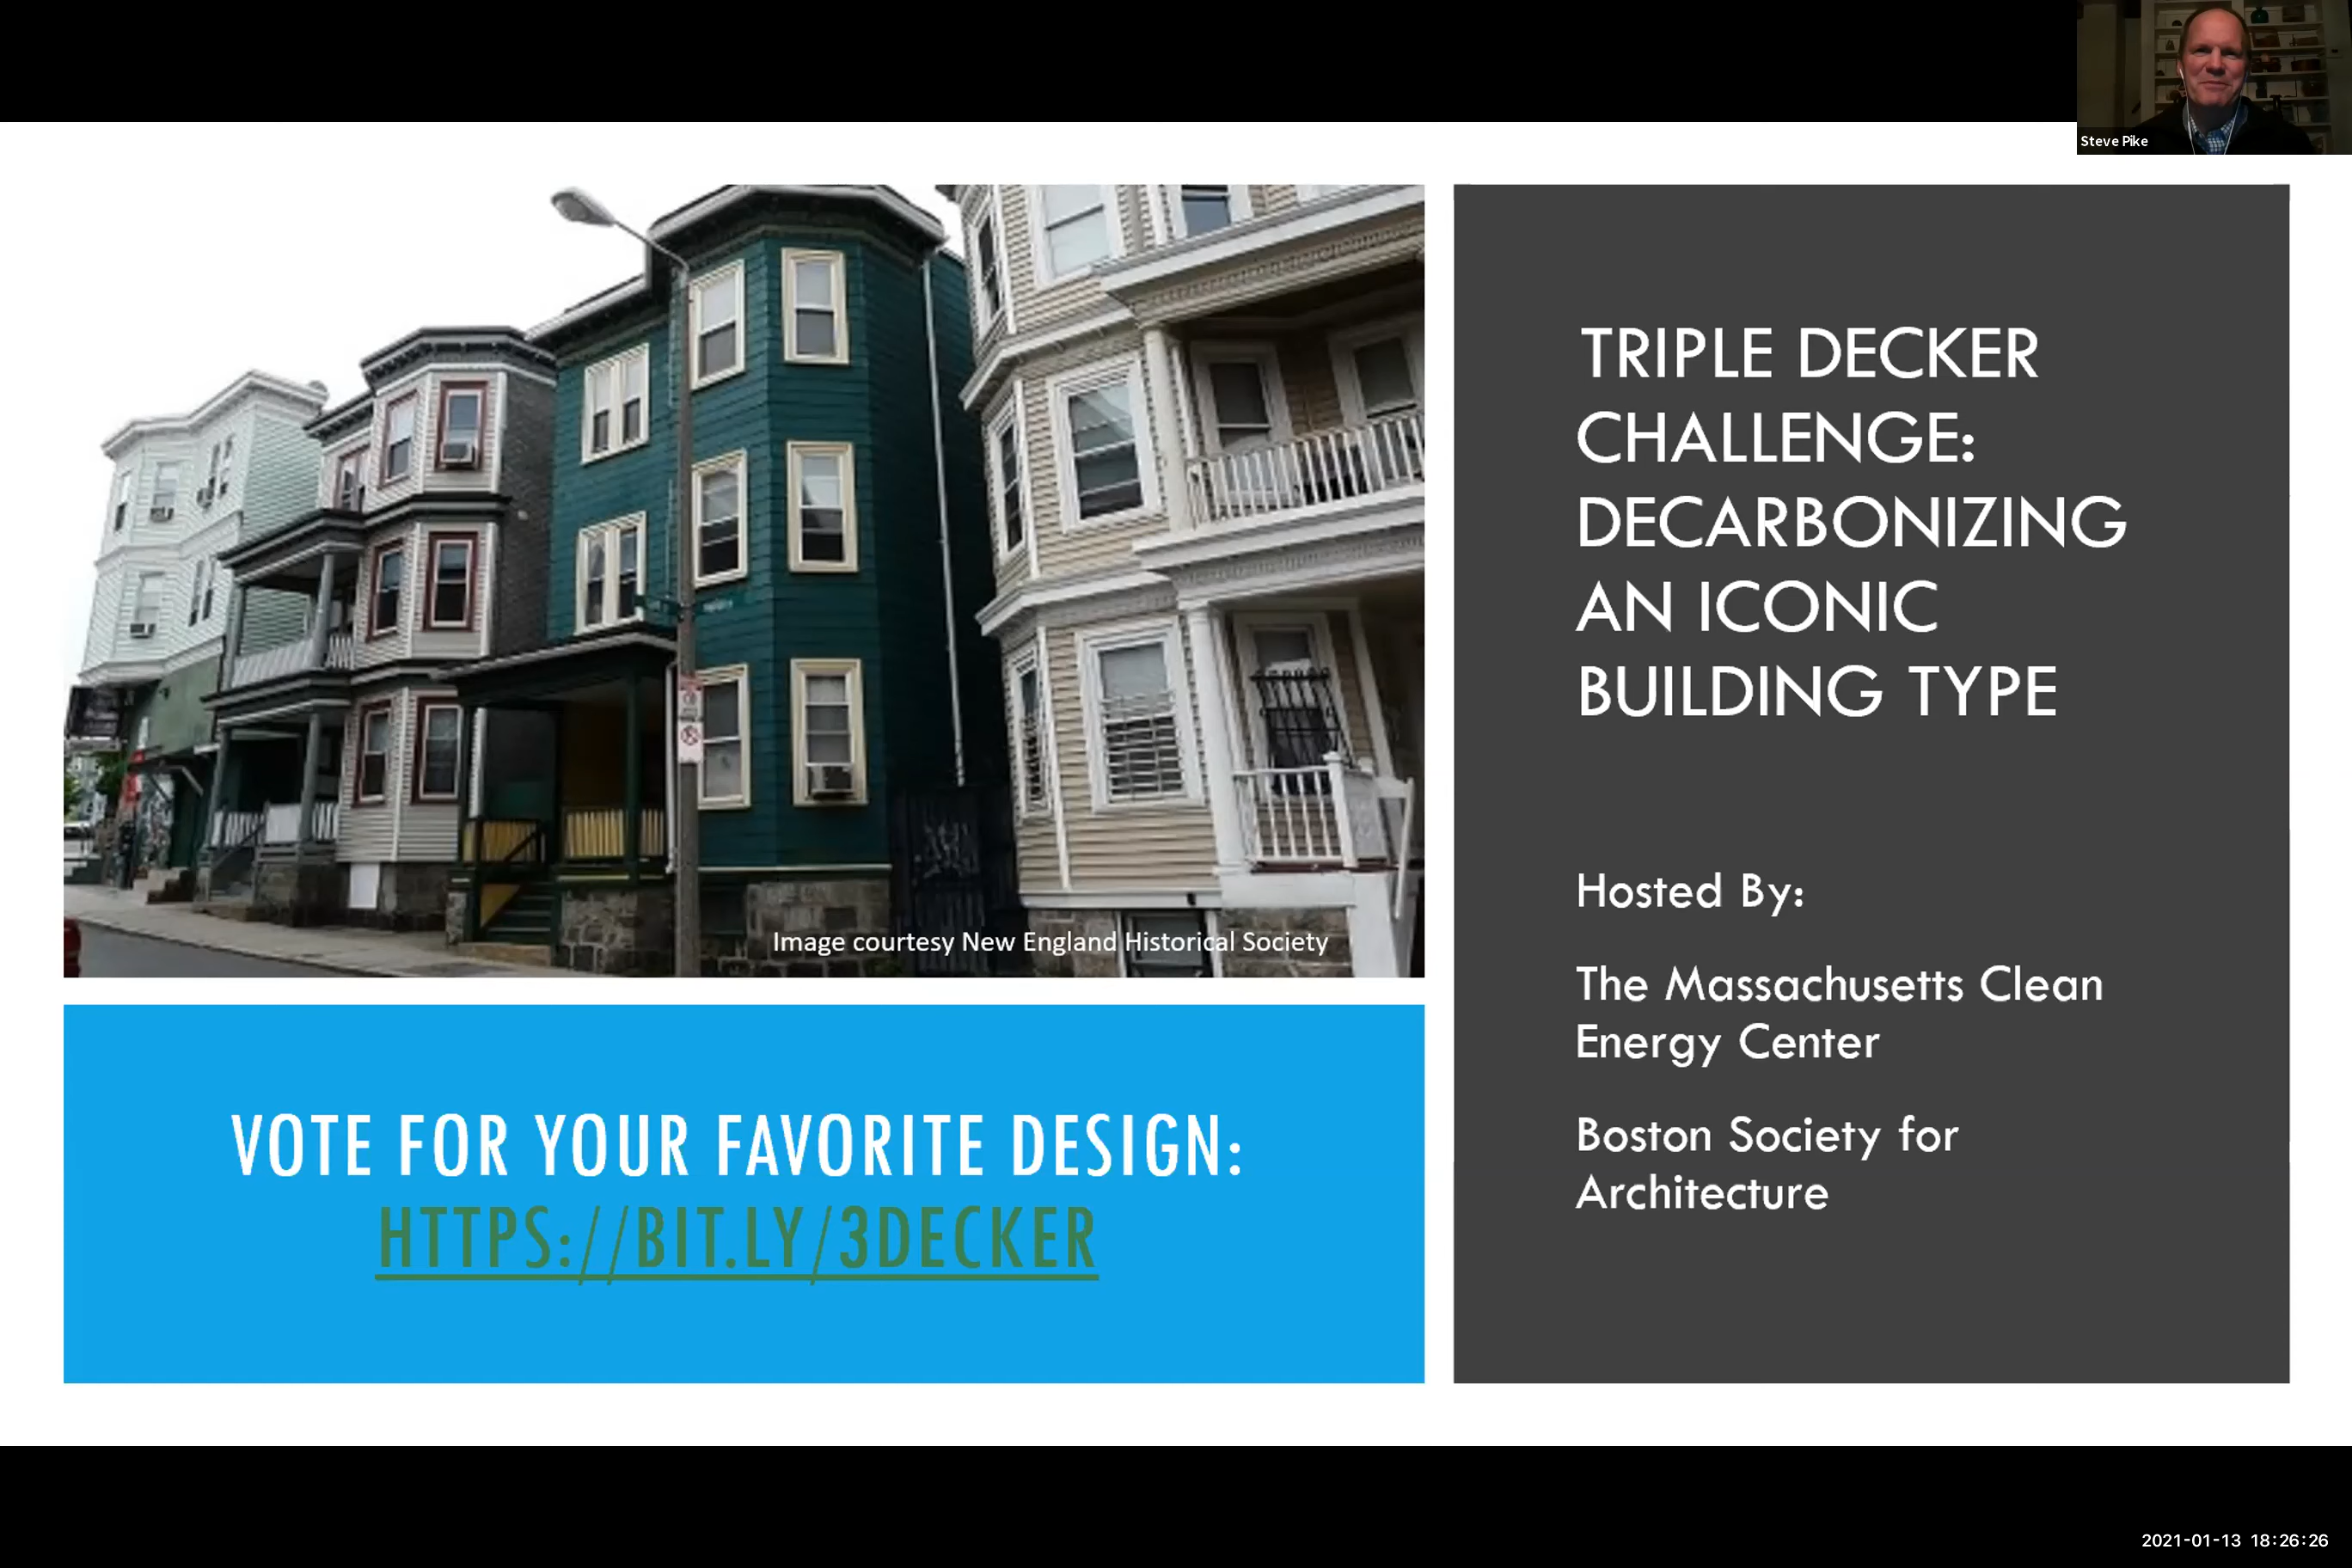 Steve Pike
TRIPLE DECKER
CHALLENGE:
DECARBONIZING
AN ICONIC
BUILDING TYPE
Hosted By:
The Massachusetts Clean
Energy Center
Boston Society for
Architecture
Image courtesy New England Historical Society
VOTE FOR YOUR FAVORITE DESIGN:
HTTPS://BIT.LY/3DECKER
2021-01-13 18:26:26